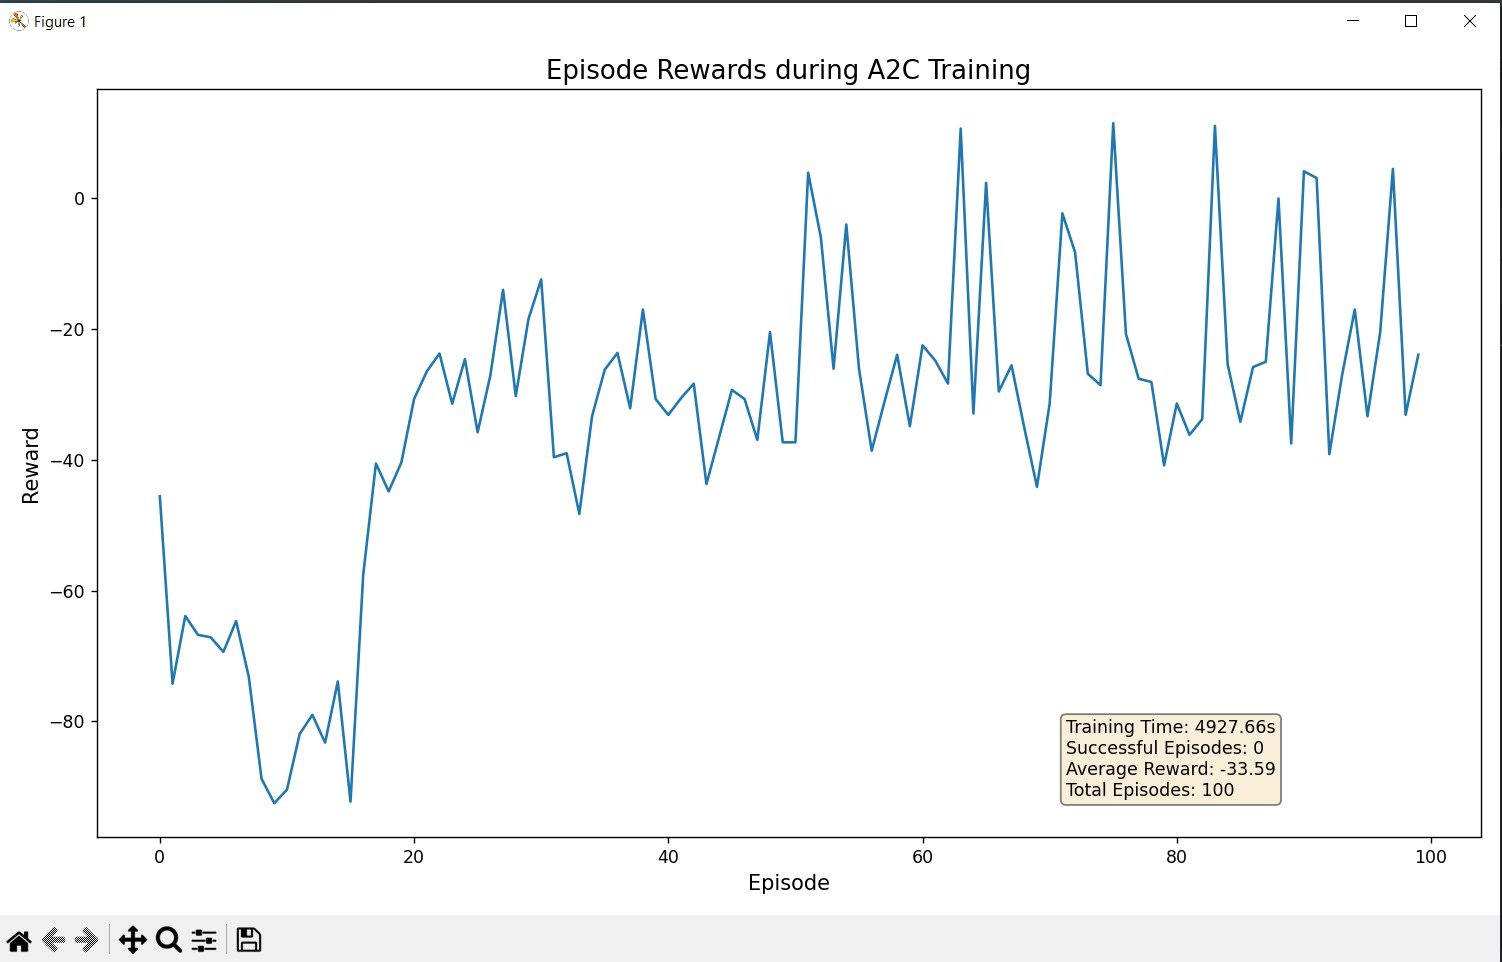 Figure 1
Episode Rewards during A2C Training
Reward
0
−20
−40
−60
−80
Training Time: 4927.66s
Successful Episodes: 0
Average Reward: -33.59
Total Episodes: 100
0 20 40 60 80 100
Episode